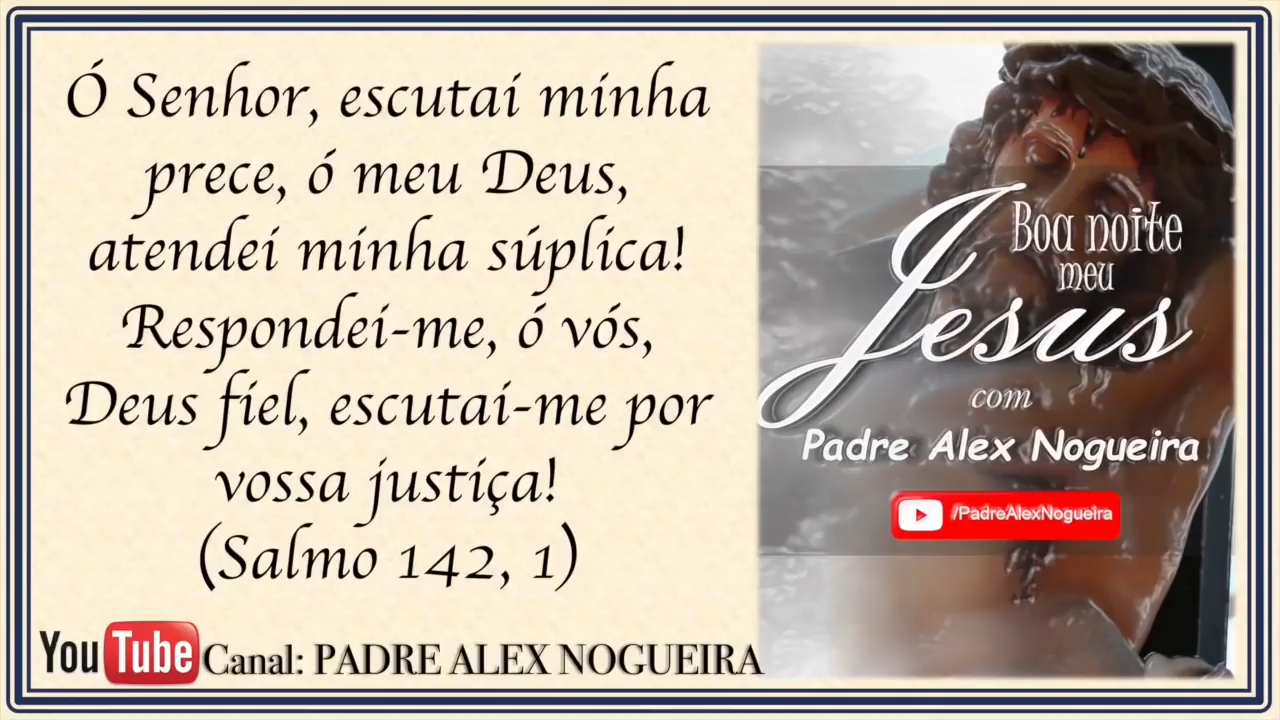 Ó Senhor, escutai minha
prece, ó meu Deus,
atendei minha súplica!
Respondei-me, ó vós,
Deus fiel, escutai-me por
vossa justiça!
(Salmo 142, 1)
YouTube Canal: PADRE ALEX NOGUEIRA
Boa noite
meu
Jesus
com
Padre Alex Nogueira
/PadreAlexNogueira